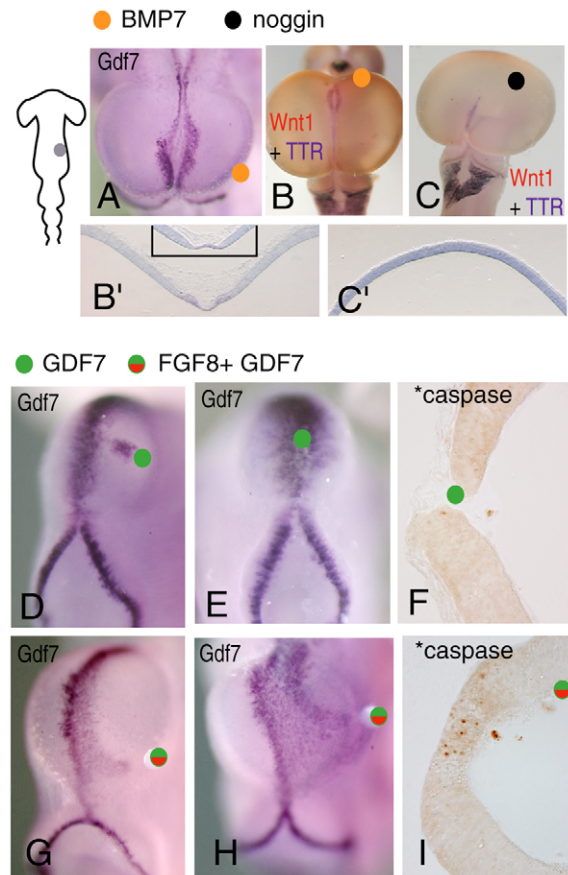 BMP7 noggin
Gdf7
A
Wnt1
+ TTR
B
Wnt1
+ TTR
C
B'
C'
GDF7 FGF8+ GDF7
Gdf7
D
Gdf7
E
*caspase
F
Gdf7
G
Gdf7
H
*caspase
I